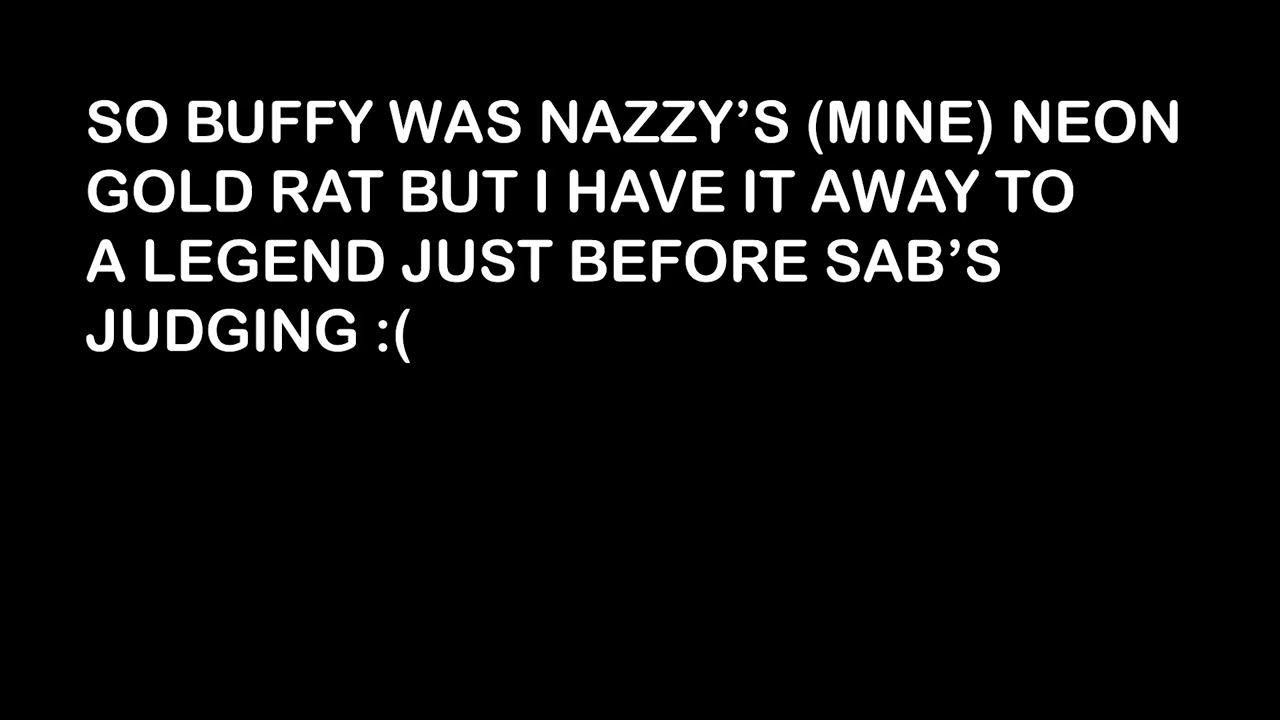 SO BUFFY WAS NAZZY’S (MINE) NEON
GOLD RAT BUT I HAVE IT AWAY TO
A LEGEND JUST BEFORE SAB’S
JUDGING :(